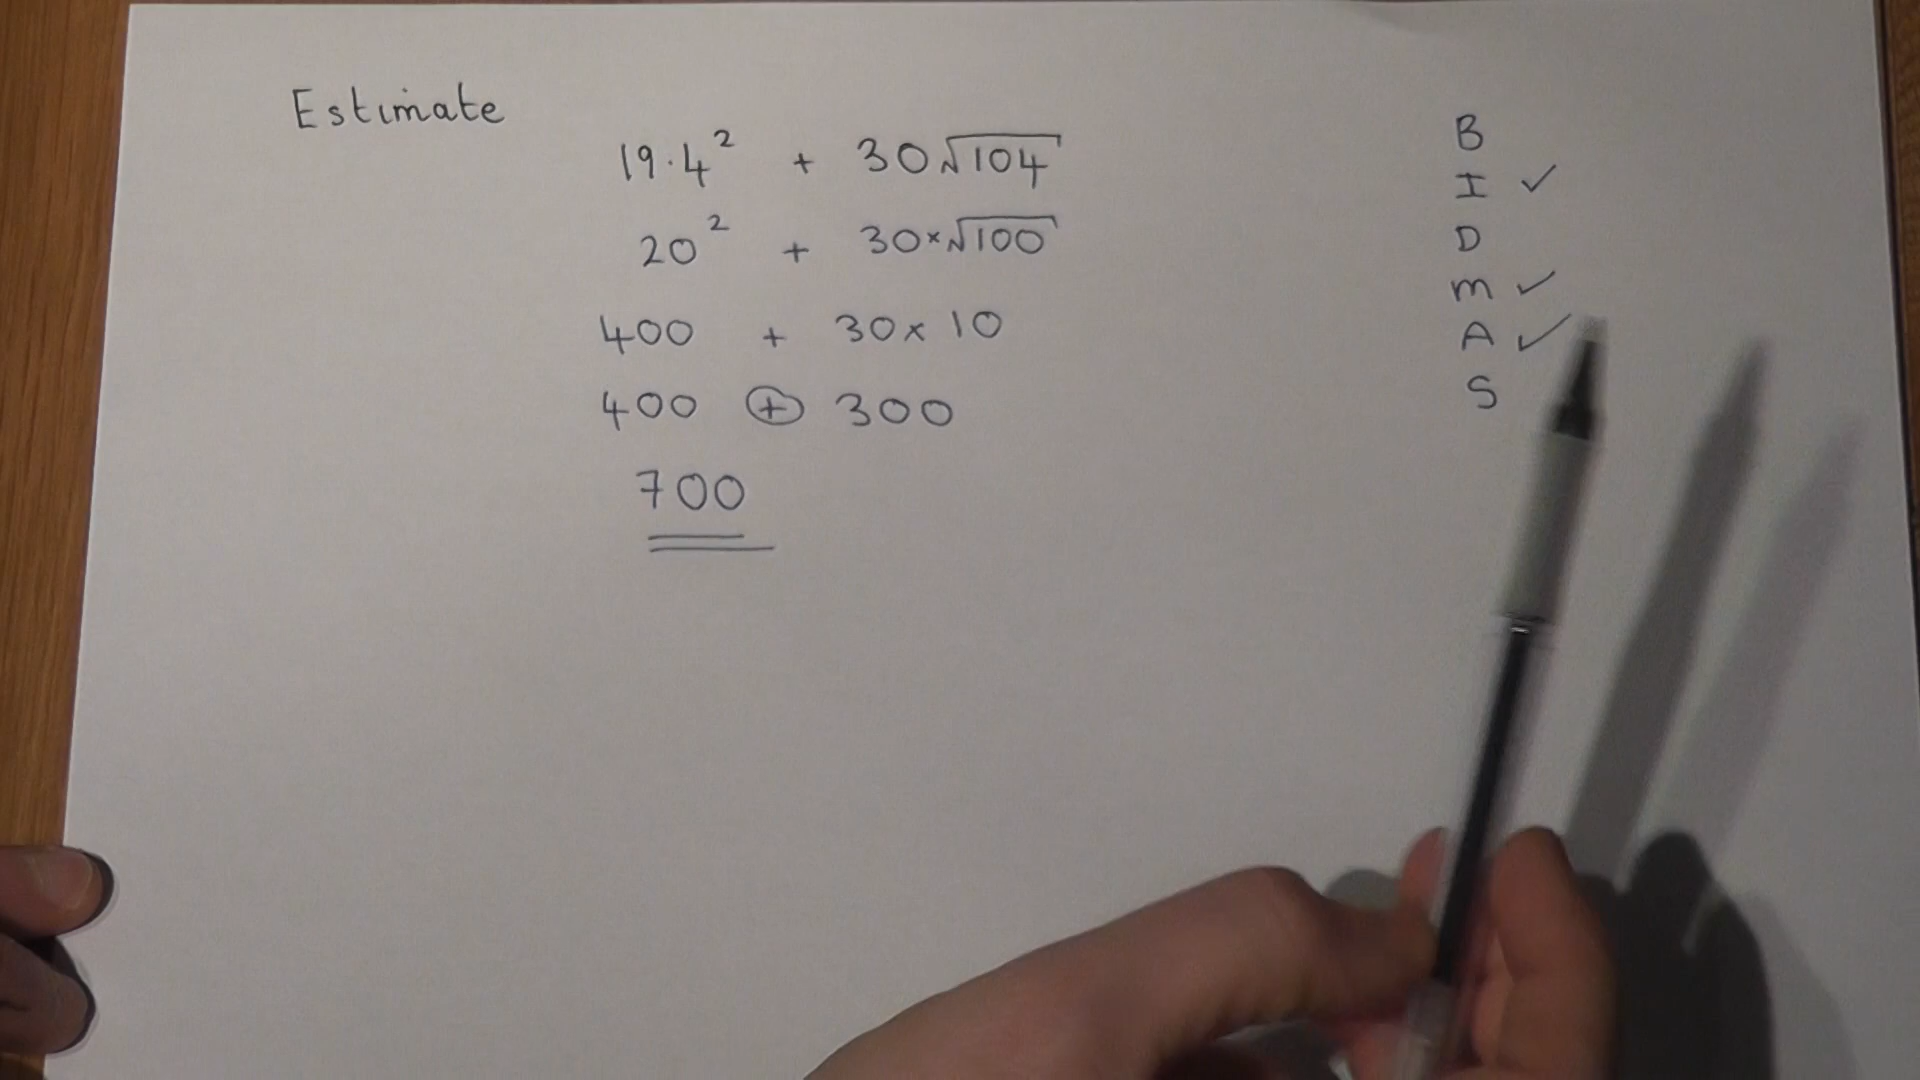 Estimate
19.4² + 30√104
20² + 30×√100
400 + 30 × 10
400 + 300
700
B
I ✓
D
M ✓
A ✓
S